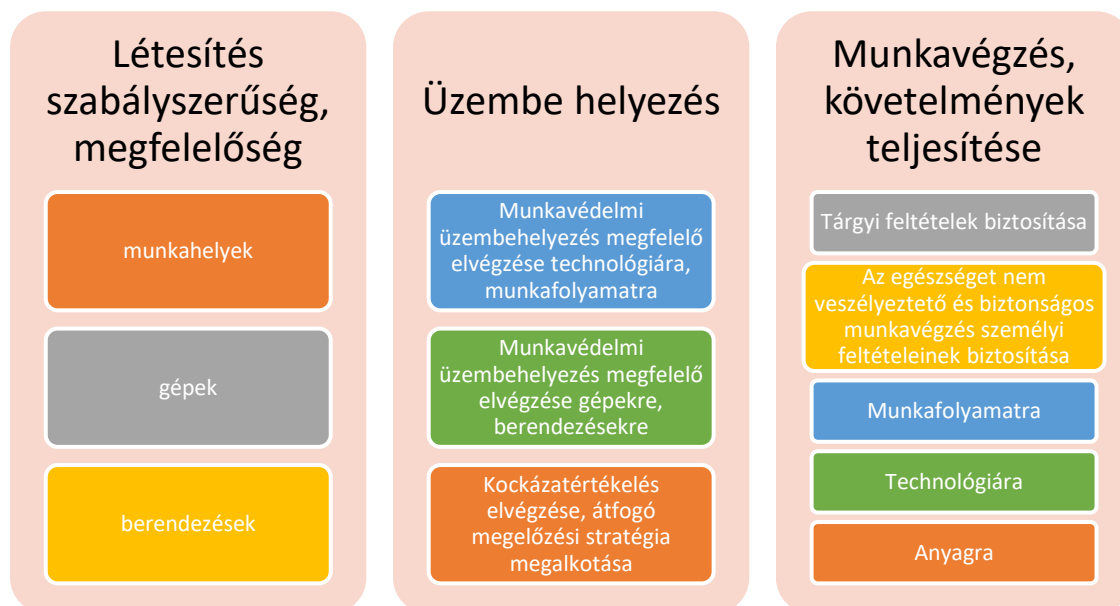 Létesítés
szabályszerűség,
megfelelőség
munkahelyek
gépek
berendezések
Üzembe helyezés
Munkavédelmi
üzembehelyezés megfelelő
elvégzése technológiára,
munkafolyamatra
Munkavédelmi
üzembehelyezés megfelelő
elvégzése gépekre,
berendezésekre
Kockázatértékelés
elvégzése, átfogó
megelőzési stratégia
megalkotása
Munkavégzés,
követelmények
teljesítése
Tárgyi feltételek biztosítása
Az egészséget nem
veszélyeztető és biztonságos
munkavégzés személyi
feltételeinek biztosítása
Munkafolyamatra
Technológiára
Anyagra